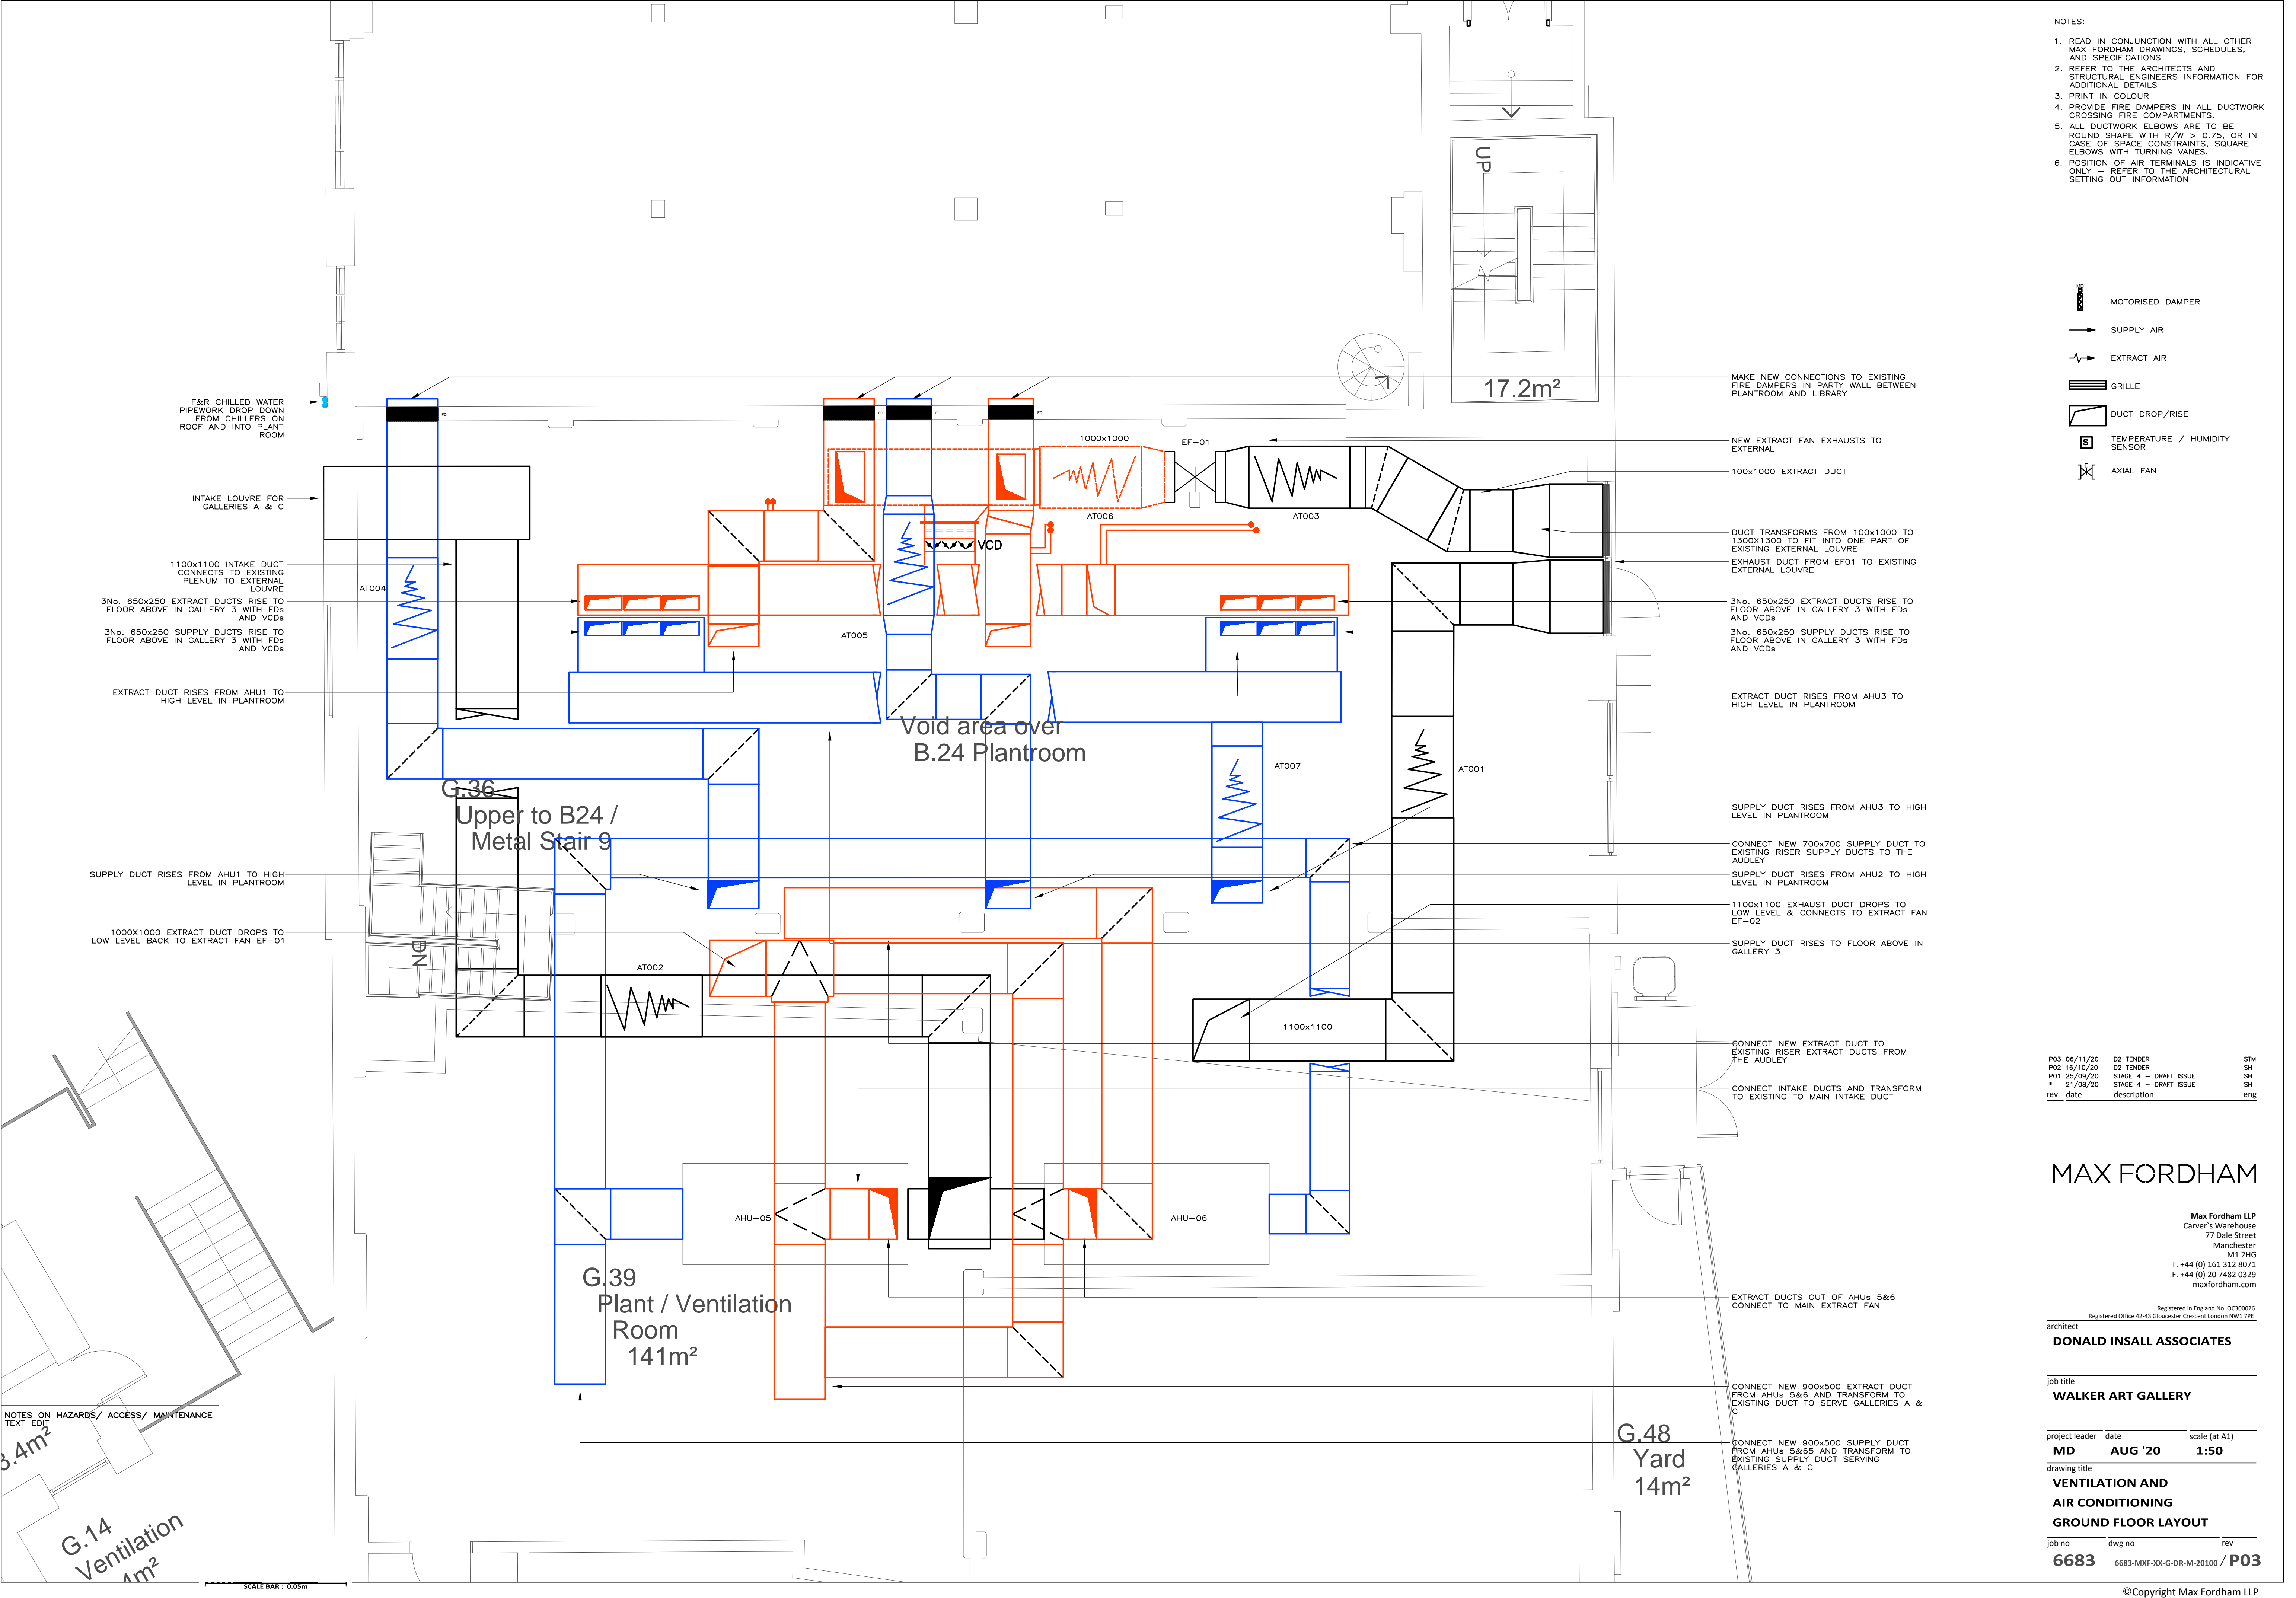 NOTES:
1. READ IN CONJUNCTION WITH ALL OTHER
MAX FORDHAM DRAWINGS, SCHEDULES,
AND SPECIFICATIONS
2. REFER TO THE ARCHITECTS AND
STRUCTURAL ENGINEERS INFORMATION FOR
ADDITIONAL DETAILS
3. PRINT IN COLOUR
4. PROVIDE FIRE DAMPERS IN ALL DUCTWORK
CROSSING FIRE COMPARTMENTS.
5. ALL DUCTWORK ELBOWS ARE TO BE
ROUND SHAPE WITH R/W > 0.75, OR IN
CASE OF SPACE CONSTRAINTS, SQUARE
ELBOWS WITH TURNING VANES.
6. POSITION OF AIR TERMINALS IS INDICATIVE
ONLY – REFER TO THE ARCHITECTURAL
SETTING OUT INFORMATION
MD
MOTORISED DAMPER
SUPPLY AIR
EXTRACT AIR
GRILLE
DUCT DROP/RISE
S
TEMPERATURE / HUMIDITY
SENSOR
AXIAL FAN
UP
17.2m²
F&R CHILLED WATER
PIPEWORK DROP DOWN
FROM CHILLERS ON
ROOF AND INTO PLANT
ROOM
INTAKE LOUVRE FOR
GALLERIES A & C
1100x1100 INTAKE DUCT
CONNECTS TO EXISTING
PLENUM TO EXTERNAL
LOUVRE
3No. 650x250 EXTRACT DUCTS RISE TO
FLOOR ABOVE IN GALLERY 3 WITH FDs
AND VCDs
3No. 650x250 SUPPLY DUCTS RISE TO
FLOOR ABOVE IN GALLERY 3 WITH FDs
AND VCDs
EXTRACT DUCT RISES FROM AHU1 TO
HIGH LEVEL IN PLANTROOM
SUPPLY DUCT RISES FROM AHU1 TO HIGH
LEVEL IN PLANTROOM
1000X1000 EXTRACT DUCT DROPS TO
LOW LEVEL BACK TO EXTRACT FAN EF–01
FD
FD
FD
FD
1000x1000
EF–01
AT006
AT003
VCD
AT004
AT005
Void area over
B.24 Plantroom
AT007
AT001
G.36
Upper to B24 /
Metal Stair 9
DN
AT002
1100x1100
AHU–05
AHU–06
G.39
Plant / Ventilation
Room
141m²
G.48
Yard
14m²
MAKE NEW CONNECTIONS TO EXISTING
FIRE DAMPERS IN PARTY WALL BETWEEN
PLANTROOM AND LIBRARY
NEW EXTRACT FAN EXHAUSTS TO
EXTERNAL
100x1000 EXTRACT DUCT
DUCT TRANSFORMS FROM 100x1000 TO
1300X1300 TO FIT INTO ONE PART OF
EXISTING EXTERNAL LOUVRE
EXHAUST DUCT FROM EF01 TO EXISTING
EXTERNAL LOUVRE
3No. 650x250 EXTRACT DUCTS RISE TO
FLOOR ABOVE IN GALLERY 3 WITH FDs
AND VCDs
3No. 650x250 SUPPLY DUCTS RISE TO
FLOOR ABOVE IN GALLERY 3 WITH FDs
AND VCDs
EXTRACT DUCT RISES FROM AHU3 TO
HIGH LEVEL IN PLANTROOM
SUPPLY DUCT RISES FROM AHU3 TO HIGH
LEVEL IN PLANTROOM
CONNECT NEW 700x700 SUPPLY DUCT TO
EXISTING RISER SUPPLY DUCTS TO THE
AUDLEY
SUPPLY DUCT RISES FROM AHU2 TO HIGH
LEVEL IN PLANTROOM
1100x1100 EXHAUST DUCT DROPS TO
LOW LEVEL & CONNECTS TO EXTRACT FAN
EF–02
SUPPLY DUCT RISES TO FLOOR ABOVE IN
GALLERY 3
CONNECT NEW EXTRACT DUCT TO
EXISTING RISER EXTRACT DUCTS FROM
THE AUDLEY
CONNECT INTAKE DUCTS AND TRANSFORM
TO EXISTING TO MAIN INTAKE DUCT
EXTRACT DUCTS OUT OF AHUs 5&6
CONNECT TO MAIN EXTRACT FAN
CONNECT NEW 900x500 EXTRACT DUCT
FROM AHUs 5&6 AND TRANSFORM TO
EXISTING DUCT TO SERVE GALLERIES A &
C
CONNECT NEW 900x500 SUPPLY DUCT
FROM AHUs 5&65 AND TRANSFORM TO
EXISTING SUPPLY DUCT SERVING
GALLERIES A & C
NOTES ON HAZARDS/ ACCESS/ MAINTENANCE
TEXT EDIT
3.4m²
G.14
Ventilation
4m²
SCALE BAR : 0.05m
P03 06/11/20 D2 TENDER STM
P02 16/10/20 D2 TENDER SH
P01 25/09/20 STAGE 4 – DRAFT ISSUE SH
* 21/08/20 STAGE 4 – DRAFT ISSUE SH
rev date description eng
MAX FORDHAM
Max Fordham LLP
Carver`s Warehouse
77 Dale Street
Manchester
M1 2HG
T. +44 (0) 161 312 8071
F. +44 (0) 20 7482 0329
maxfordham.com
Registered in England No. OC300026
Registered Office 42-43 Gloucester Crescent London NW1 7PE
architect
DONALD INSALL ASSOCIATES
job title
WALKER ART GALLERY
project leader date scale (at A1)
MD AUG '20 1:50
drawing title
VENTILATION AND
AIR CONDITIONING
GROUND FLOOR LAYOUT
job no dwg no rev
6683 6683-MXF-XX-G-DR-M-20100 / P03
©Copyright Max Fordham LLP